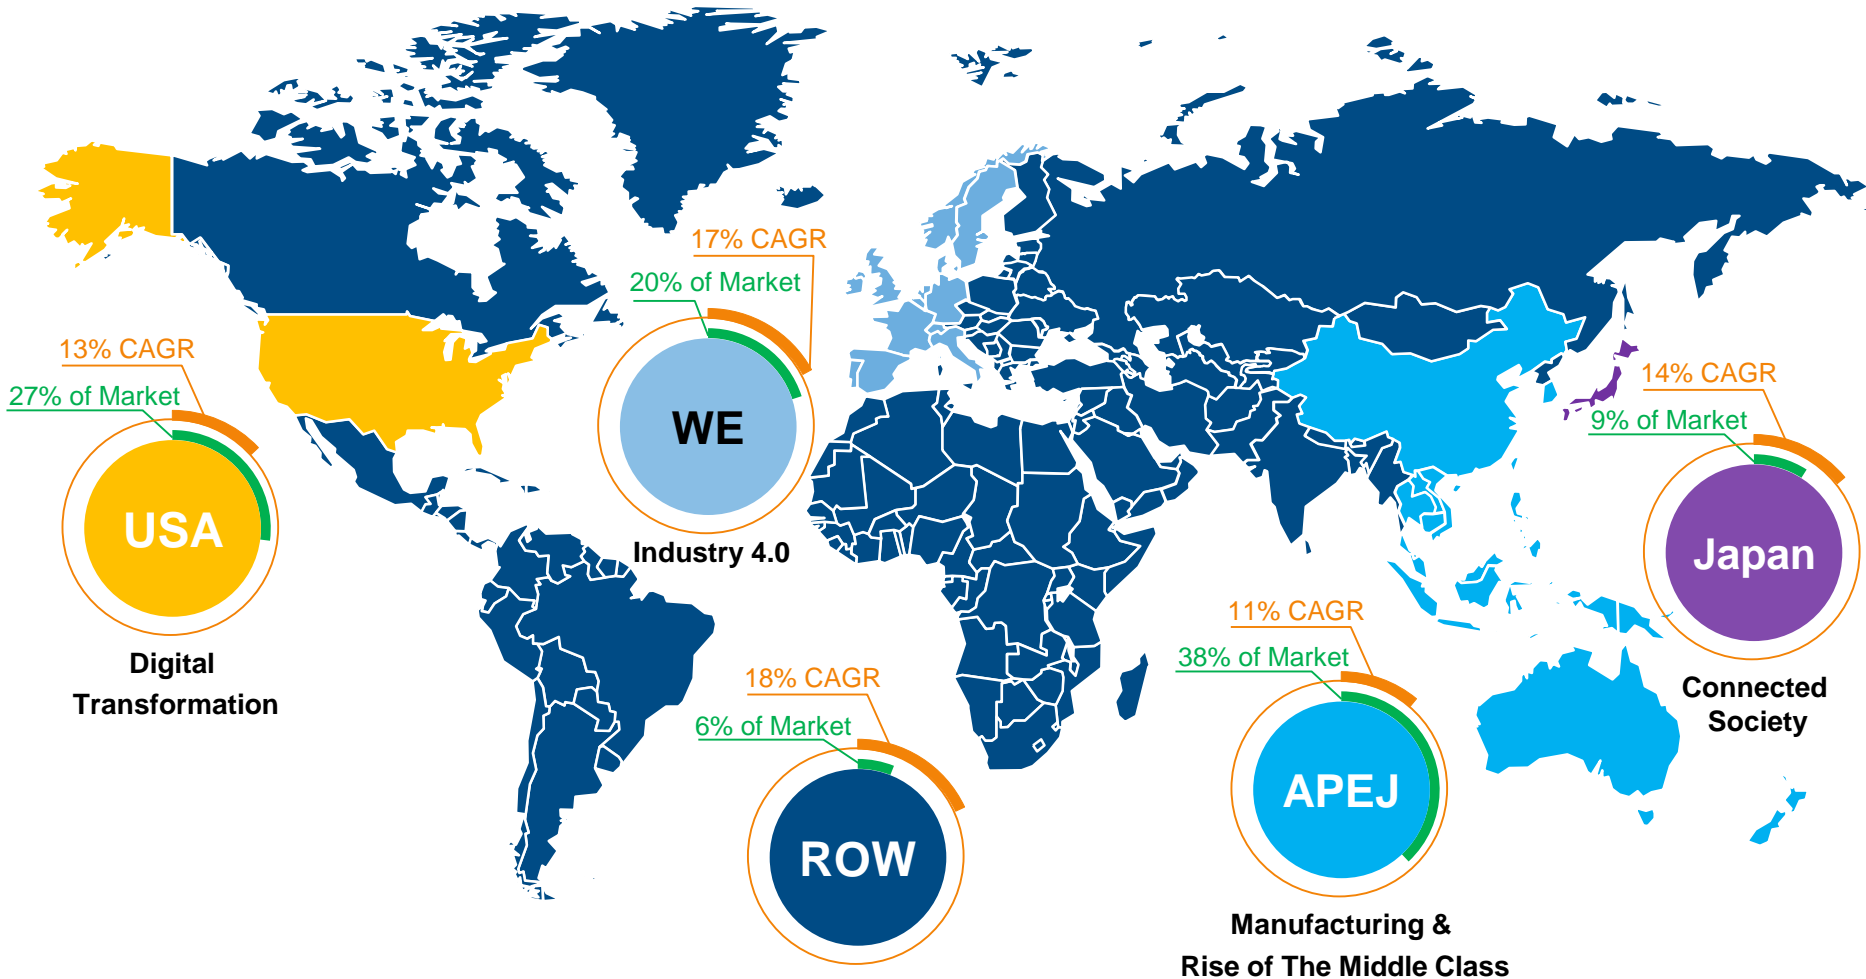 13% CAGR
27% of Market
USA
Digital
Transformation
17% CAGR
20% of Market
WE
Industry 4.0
18% CAGR
6% of Market
ROW
11% CAGR
38% of Market
APEJ
Manufacturing &
Rise of The Middle Class
14% CAGR
9% of Market
Japan
Connected
Society